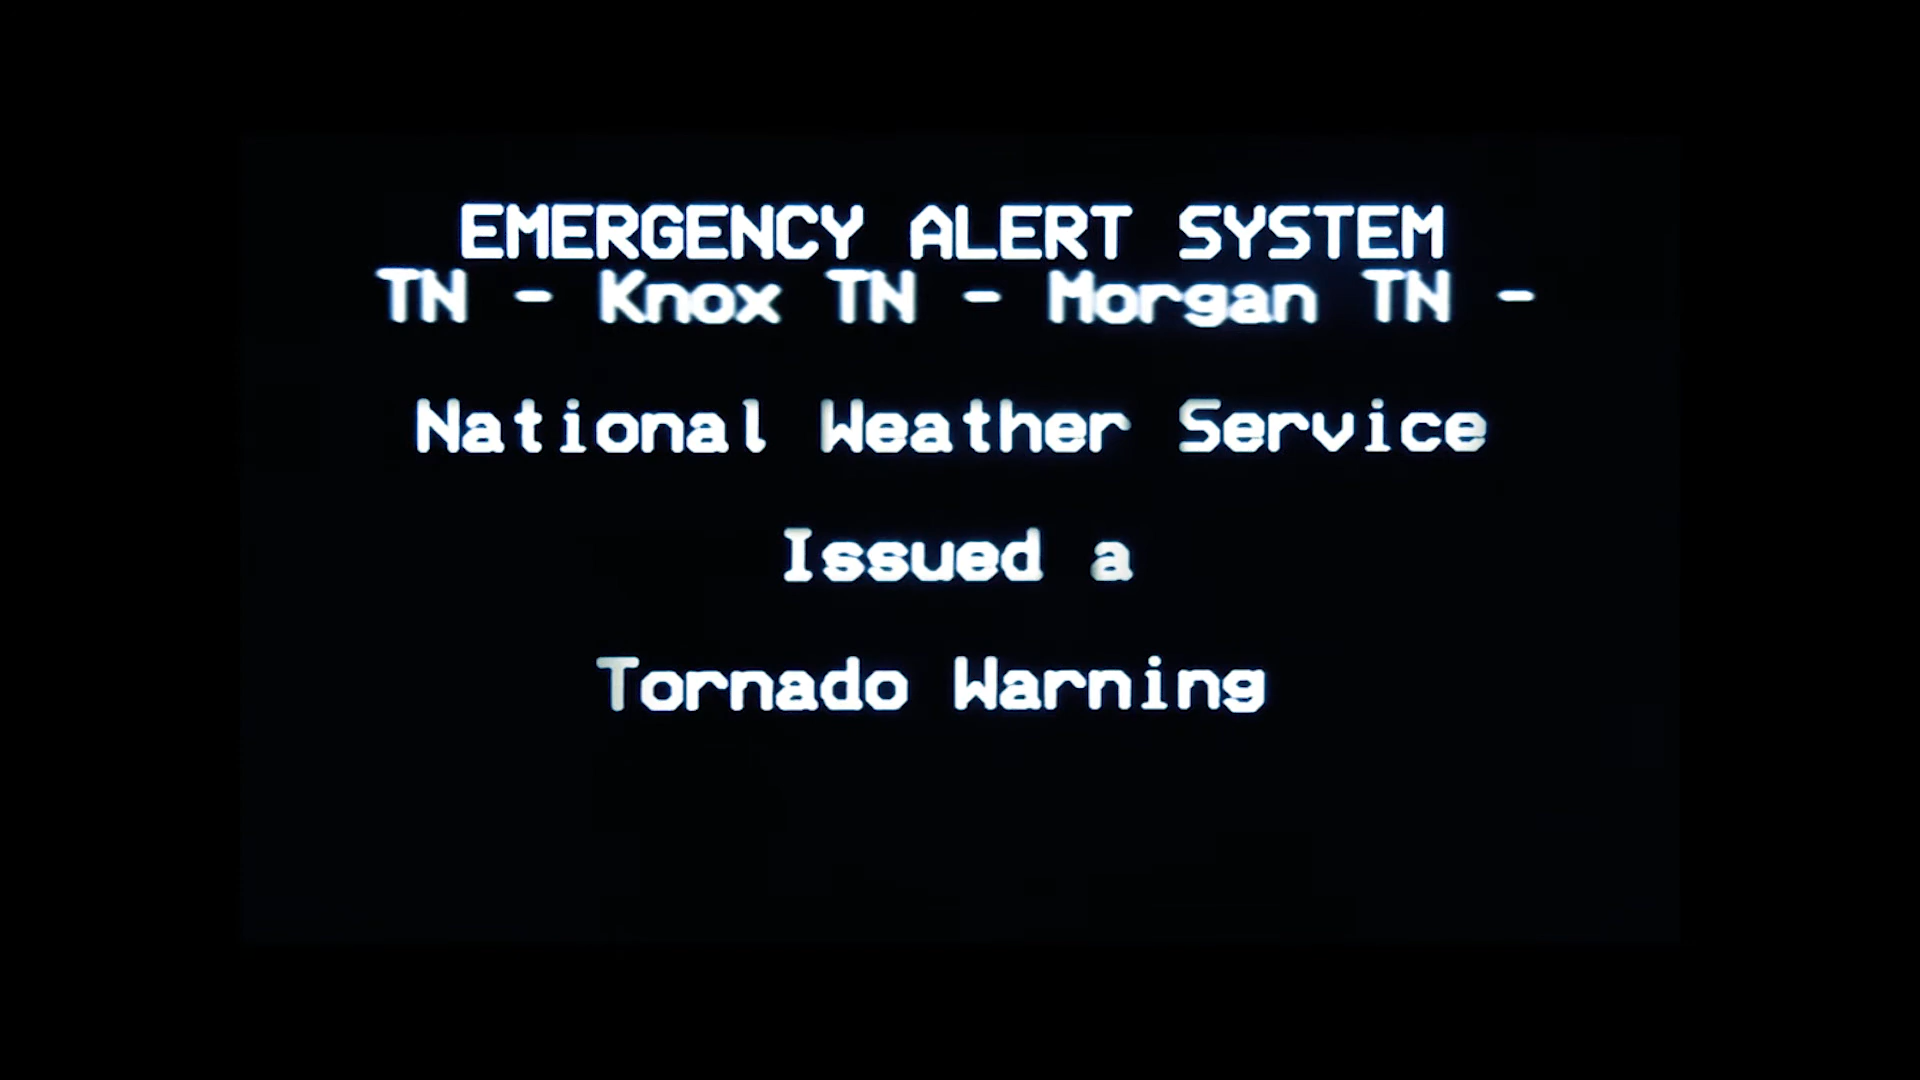 EMERGENCY ALERT SYSTEM
TN - Knox TN - Morgan TN -
National Weather Service
Issued a
Tornado Warning